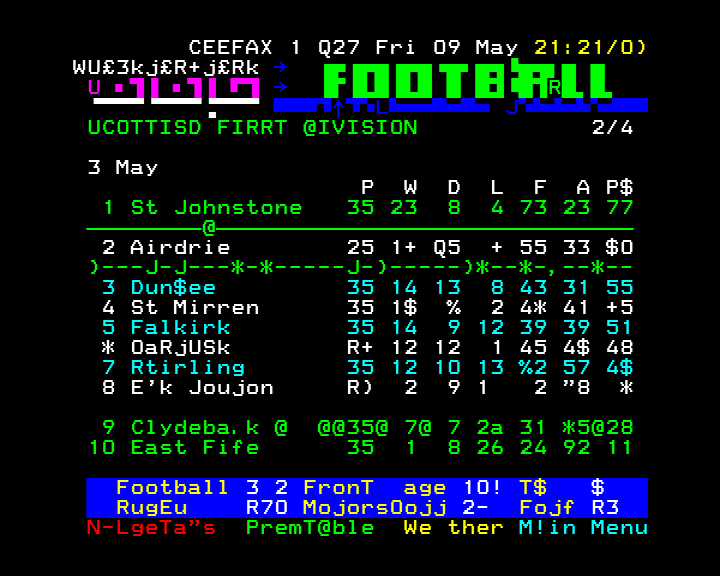 CEEFAX 1 Q27 Fri 09 May 21:21/0)
WU£3kj£R+j£Rk →
U → FOOTBALL R
UCOTTISD FIRRT @IVISION 2/4
3 May
P W D L F A P$
1 St Johnstone 35 23 8 4 73 23 77
@
2 Airdrie 25 1+ Q5 + 55 33 $0
)---J-J---*-*-----J-)-----)*--*-,--*--
3 Dun$ee 35 14 13 8 43 31 55
4 St Mirren 35 1$ % 2 4* 41 +5
5 Falkirk 35 14 9 12 39 39 51
* OaRjUSk R+ 12 12 1 45 4$ 48
7 Rtirling 35 12 10 13 %2 57 4$
8 E'k Joujon R) 2 9 1 2 "8 *
9 Clydeba.k @ @@35@ 7@ 7 2a 31 *5@28
10 East Fife 35 1 8 26 24 92 11
Football 3 2 FronT age 10! T$ $
RugEu R70 MojorsOojj 2- Fojf R3
N-LgeTa"s PremT@ble We ther M!in Menu